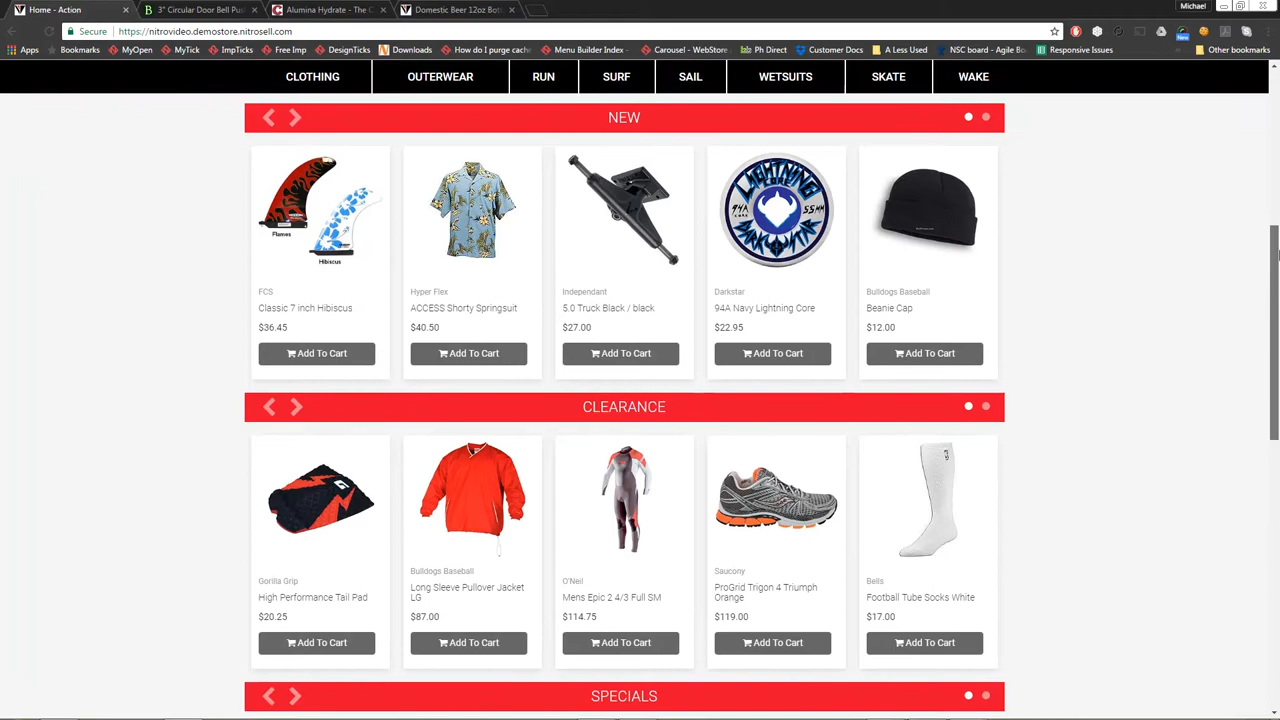 Home - Action
3" Circular Door Bell Pu
Alumina Hydrate - The C
Domestic Beer 12oz Bot
Michael
Secure
https://nitrovideo.demostore.nitrosell.com
Apps
Bookmarks
MyOpen
MyTick
ImpTicks
Free Imp
DesignTicks
Downloads
How do I purge cache
Menu Builder Index -
Carousel - WebStore
Ph Direct
Customer Docs
A Less Used
NSC board - Agile Bo
Responsive Issues
Other bookmarks
CLOTHING
OUTERWEAR
RUN
SURF
SAIL
WETSUITS
SKATE
WAKE
NEW
Flames
Hibiscus
LIGHTNING
CORE
94A
CORE
55MM
DARKSTAR
FCS
Classic 7 inch Hibiscus
$36.45
Add To Cart
Hyper Flex
ACCESS Shorty Springsuit
$40.50
Add To Cart
Independant
5.0 Truck Black / black
$27.00
Add To Cart
Darkstar
94A Navy Lightning Core
$22.95
Add To Cart
Bulldogs Baseball
Beanie Cap
$12.00
Add To Cart
CLEARANCE
Gorilla Grip
High Performance Tail Pad
$20.25
Add To Cart
Bulldogs Baseball
Long Sleeve Pullover Jacket
LG
$87.00
Add To Cart
O'Neil
Mens Epic 2 4/3 Full SM
$114.75
Add To Cart
Saucony
ProGrid Trigon 4 Triumph
Orange
$119.00
Add To Cart
Bells
Football Tube Socks White
$17.00
Add To Cart
SPECIALS